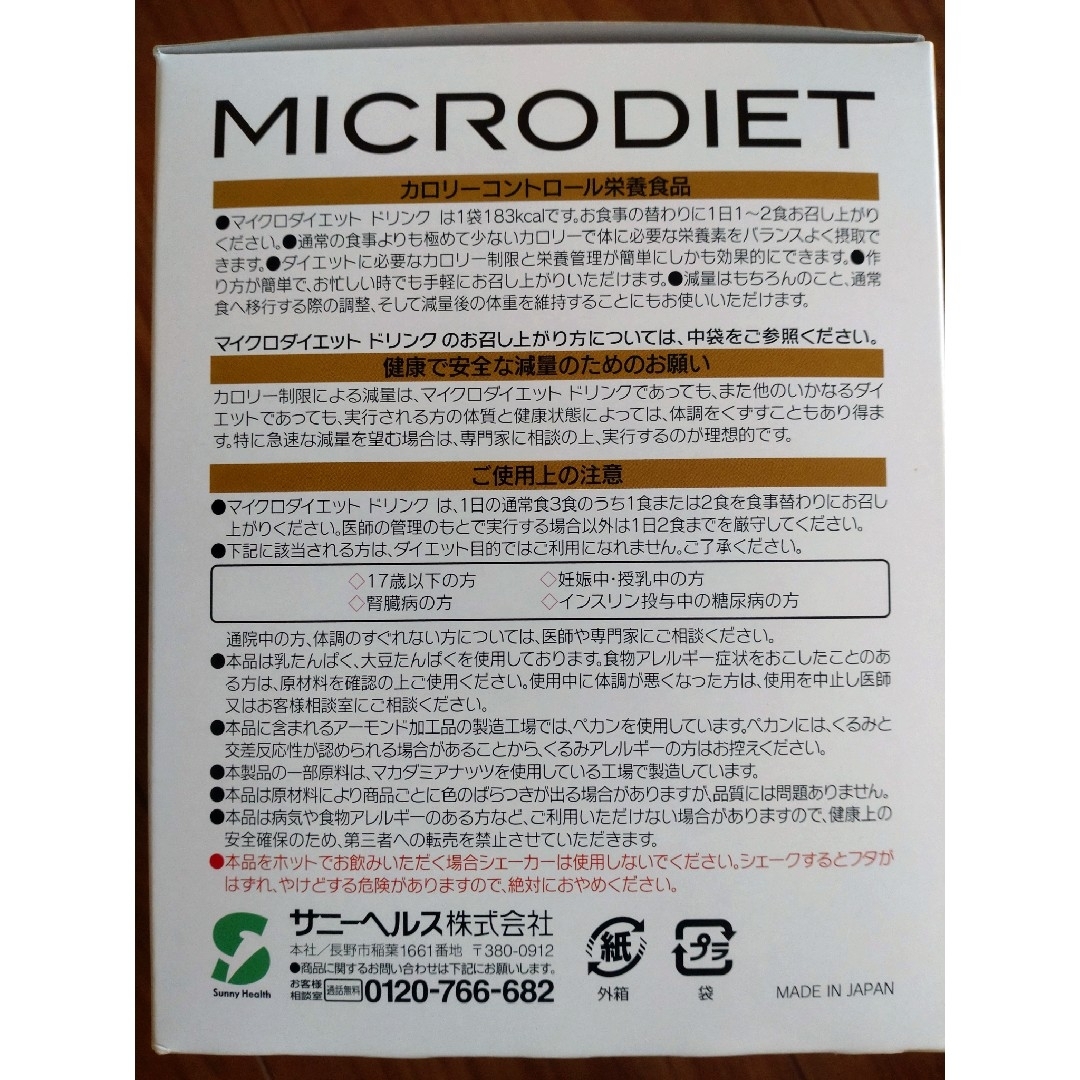 MICRODIET
カロリーコントロール栄養食品
●マイクロダイエット ドリンク は1袋183kcalです。お食事の替わりに1日1〜2食お召し上がり
ください。●通常の食事よりも極めて少ないカロリーで体に必要な栄養素をバランスよく摂取で
きます。●ダイエットに必要なカロリー制限と栄養管理が簡単にしかも効果的にできます。●作
り方が簡単で、お忙しい時でも手軽にお召し上がりいただけます。●減量はもちろんのこと、通常
食へ移行する際の調整、そして減量後の体重を維持することにもお使いいただけます。
マイクロダイエット ドリンク のお召し上がり方については、中袋をご参照ください。
健康で安全な減量のためのお願い
カロリー制限による減量は、マイクロダイエット ドリンクであっても、また他のいかなるダイ
エットであっても、実行される方の体質と健康状態によっては、体調をくずすこともあり得ま
す。特に急速な減量を望む場合は、専門家に相談の上、実行するのが理想的です。
ご使用上の注意
●マイクロダイエット ドリンク は、1日の通常食3食のうち1食または2食を食事替わりにお召し
上がりください。医師の管理のもとで実行する場合以外は1日2食までを厳守してください。
●下記に該当される方は、ダイエット目的ではご利用になれません。ご了承ください。
◇17歳以下の方 ◇妊娠中・授乳中の方
◇腎臓病の方 ◇インスリン投与中の糖尿病の方
通院中の方、体調のすぐれない方については、医師や専門家にご相談ください。
●本品は乳たんぱく、大豆たんぱくを使用しております。食物アレルギー症状をおこしたことのあ
る方は、原材料を確認の上ご使用ください。使用中に体調が悪くなった方は、使用を中止し医師
又はお客様相談室にご相談ください。
●本品に含まれるアーモンド加工品の製造工場では、ペカンを使用しています。ペカンには、くるみと
交差反応性が認められる場合があることから、くるみアレルギーの方はお控えください。
●本製品の一部原料は、マカダミアナッツを使用している工場で製造しています。
●本品は原材料により商品ごとに色のばらつきが出る場合がありますが、品質には問題ありません。
●本品は病気や食物アレルギーのある方など、ご利用いただけない場合がありますので、健康上の
安全確保のため、第三者への転売を禁止させていただきます。
●本品をホットでお飲みいただく場合シェーカーは使用しないでください。シェークするとフタが
はずれ、やけどする危険がありますので、絶対におやめください。
Sunny Health
サニーヘルス株式会社
本社/長野市稲葉1661番地 〒380-0912
●商品に関するお問い合わせは下記にお願いします。
お客様相談室 通話無料 0120-766-682
紙
外箱
プラ
袋
MADE IN JAPAN